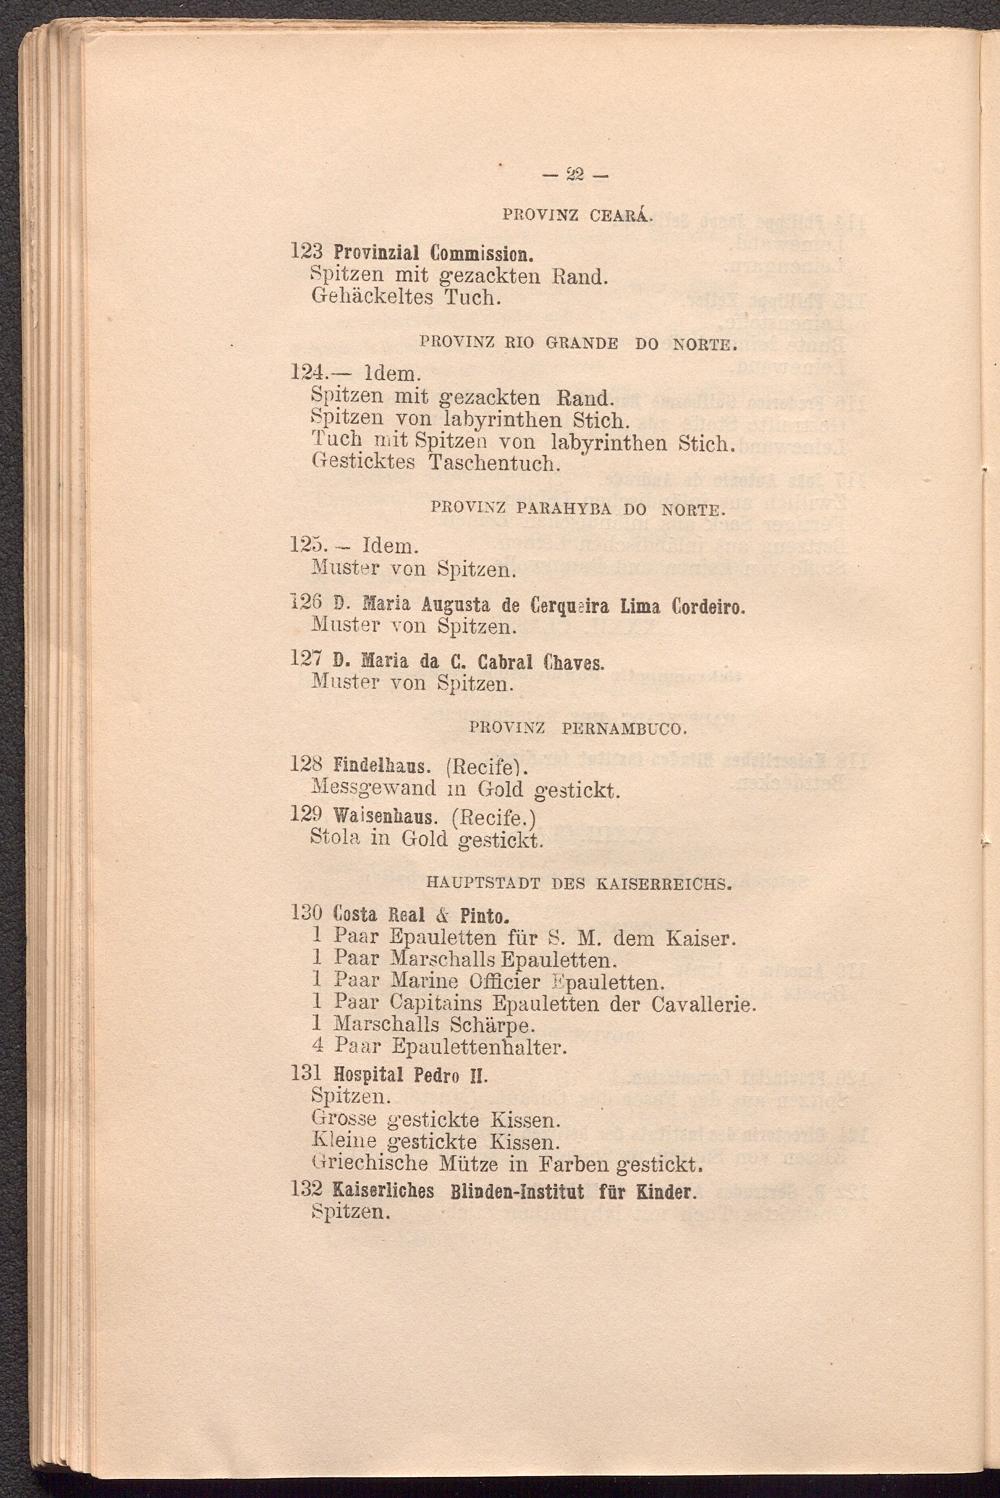 — 22 —
PROVINZ CEARÁ.
123 Provinzial Commission.
Spitzen mit gezackten Rand.
Gehäckeltes Tuch.
PROVINZ RIO GRANDE DO NORTE.
124.— Idem.
Spitzen mit gezackten Rand.
Spitzen von labyrinthen Stich.
Tuch mit Spitzen von labyrinthen Stich.
Gesticktes Taschentuch.
PROVINZ PARAHYBA DO NORTE.
125. — Idem.
Muster von Spitzen.
126 D. Maria Augusta de Cerqueira Lima Cordeiro.
Muster von Spitzen.
127 D. Maria da C. Cabral Chaves.
Muster von Spitzen.
PROVINZ PERNAMBUCO.
128 Findelhaus. (Recife).
Messgewand in Gold gestickt.
129 Waisenhaus. (Recife.)
Stola in Gold gestickt.
HAUPTSTADT DES KAISERREICHS.
130 Costa Real & Pinto.
1 Paar Epauletten für S. M. dem Kaiser.
1 Paar Marschalls Epauletten.
1 Paar Marine Officier Epauletten.
1 Paar Capitains Epauletten der Cavallerie.
1 Marschalls Schärpe.
4 Paar Epaulettenhalter.
131 Hospital Pedro II.
Spitzen.
Grosse gestickte Kissen.
Kleine gestickte Kissen.
Griechische Mütze in Farben gestickt.
132 Kaiserliches Blinden-Institut für Kinder.
Spitzen.